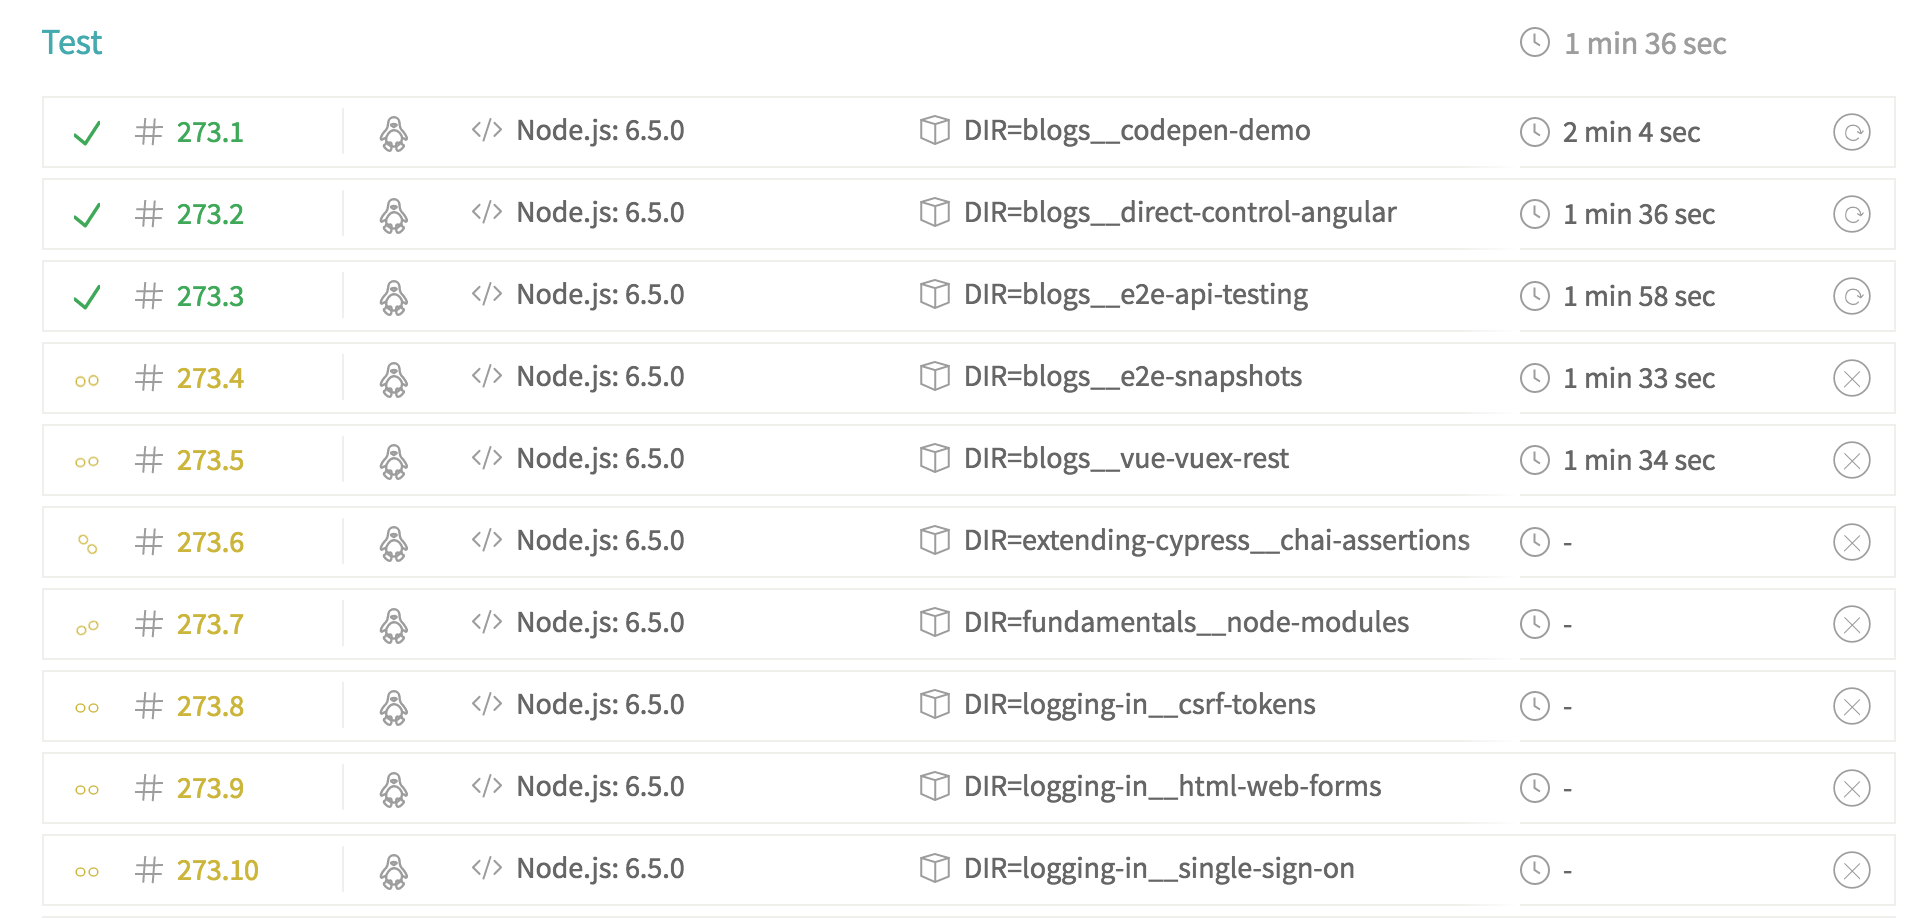 Test 1 min 36 sec
# 273.1 </> Node.js: 6.5.0 DIR=blogs__codepen-demo 2 min 4 sec
# 273.2 </> Node.js: 6.5.0 DIR=blogs__direct-control-angular 1 min 36 sec
# 273.3 </> Node.js: 6.5.0 DIR=blogs__e2e-api-testing 1 min 58 sec
# 273.4 </> Node.js: 6.5.0 DIR=blogs__e2e-snapshots 1 min 33 sec
# 273.5 </> Node.js: 6.5.0 DIR=blogs__vue-vuex-rest 1 min 34 sec
# 273.6 </> Node.js: 6.5.0 DIR=extending-cypress__chai-assertions -
# 273.7 </> Node.js: 6.5.0 DIR=fundamentals__node-modules -
# 273.8 </> Node.js: 6.5.0 DIR=logging-in__csrf-tokens -
# 273.9 </> Node.js: 6.5.0 DIR=logging-in__html-web-forms -
# 273.10 </> Node.js: 6.5.0 DIR=logging-in__single-sign-on -